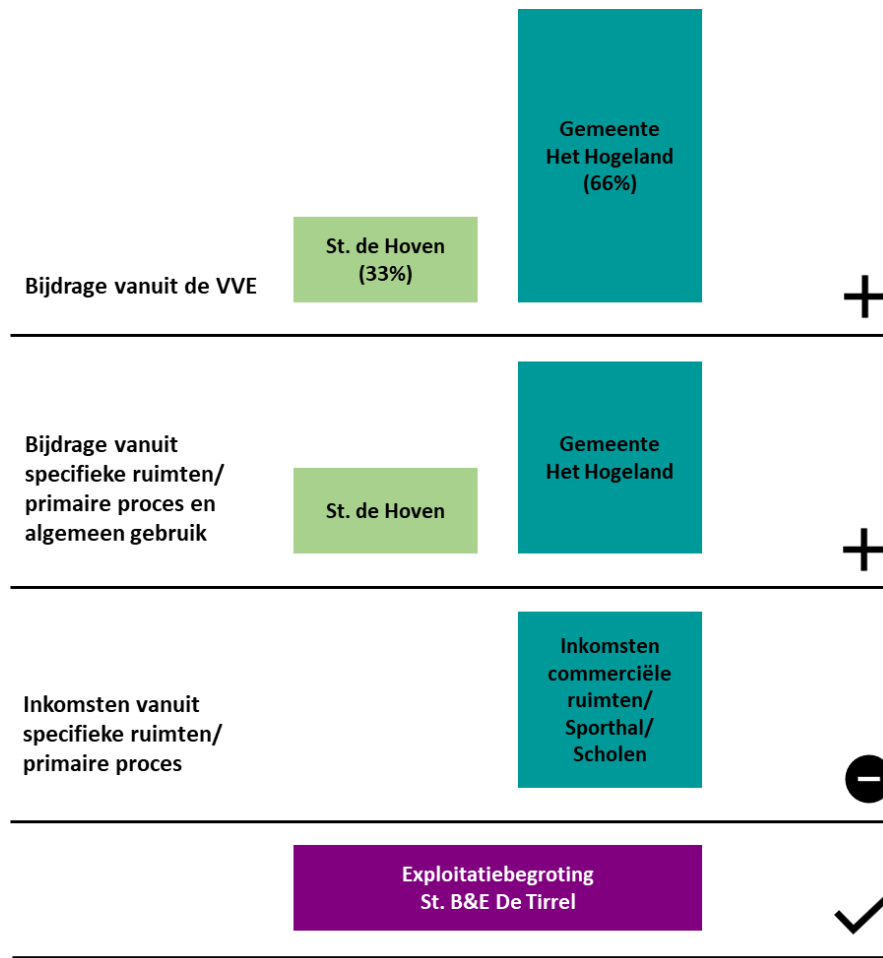 Gemeente
Het Hogeland
(66%)
St. de Hoven
(33%)
Bijdrage vanuit de VVE
Bijdrage vanuit
specifieke ruimten/
primaire proces en
algemeen gebruik
St. de Hoven
Gemeente
Het Hogeland
Inkomsten vanuit
specifieke ruimten/
primaire proces
Inkomsten
commerciële
ruimten/
Sporthal/
Scholen
Exploitatiebegroting
St. B&E De Tirrel